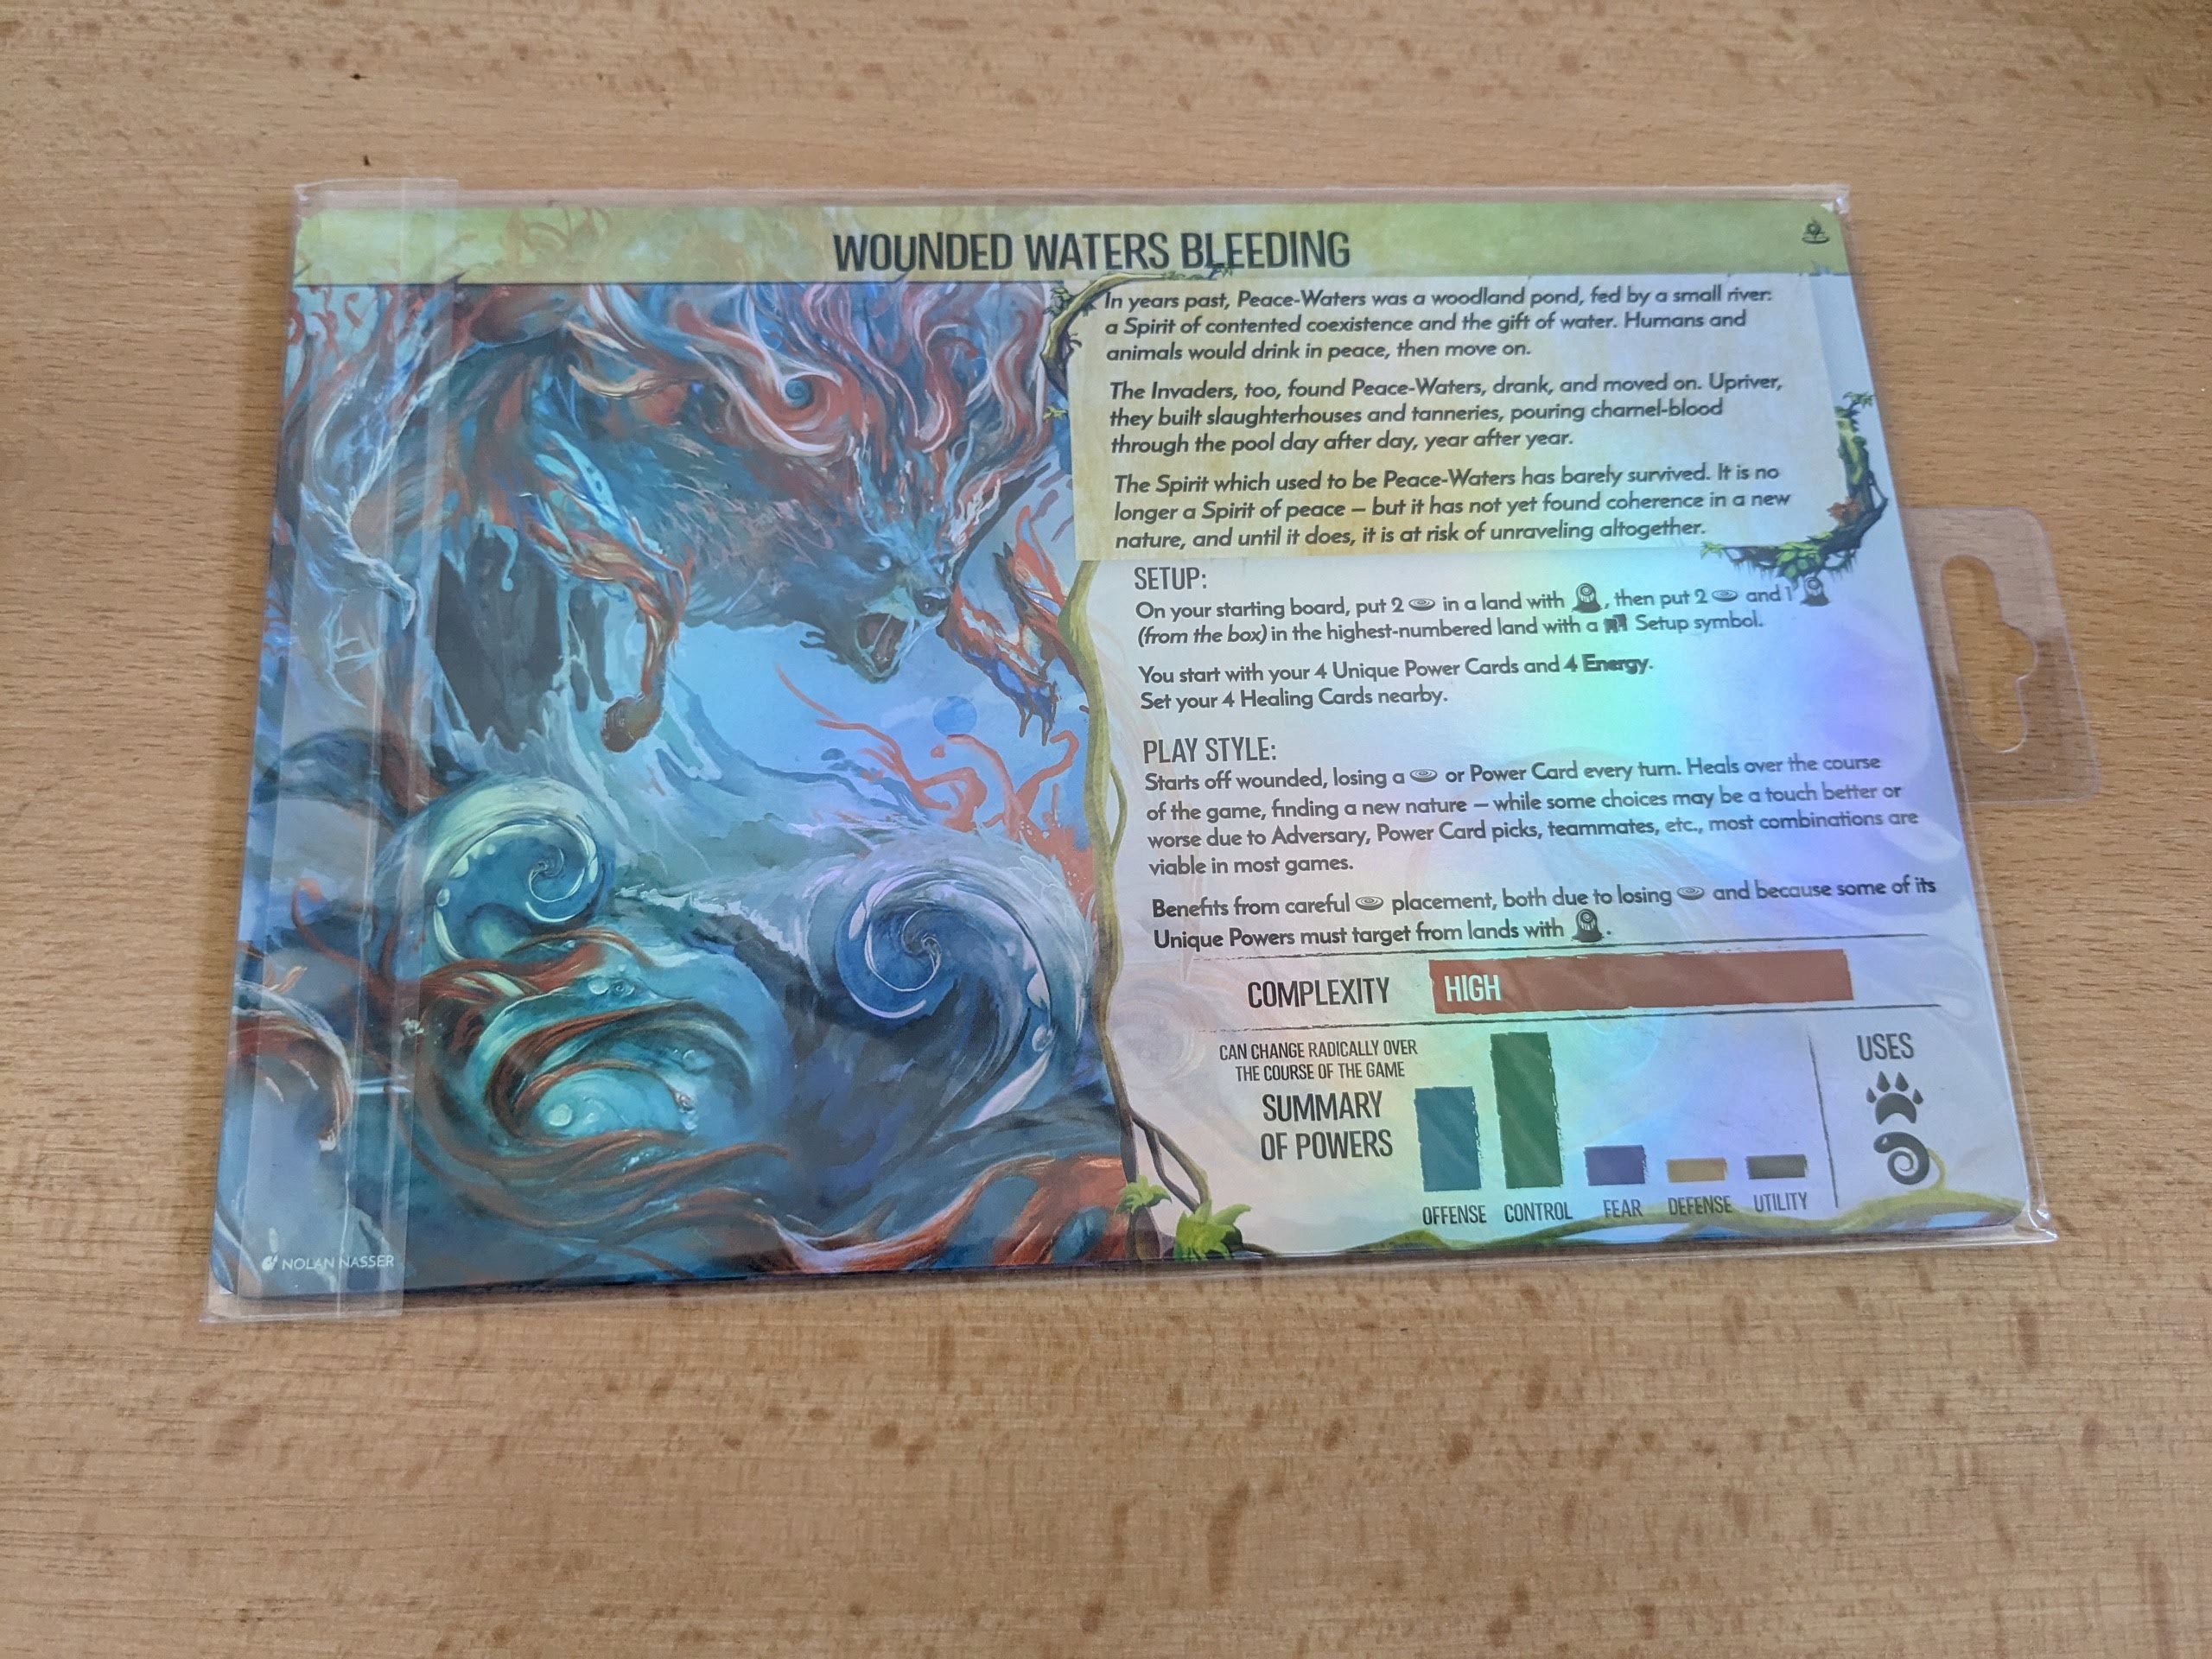 WOUNDED WATERS BLEEDING
In years past, Peace-Waters was a woodland pond, fed by a small river:
a Spirit of contented coexistence and the gift of water. Humans and
animals would drink in peace, then move on.
The Invaders, too, found Peace-Waters, drank, and moved on. Upriver,
they built slaughterhouses and tanneries, pouring charnel-blood
through the pool day after day, year after year.
The Spirit which used to be Peace-Waters has barely survived. It is no
longer a Spirit of peace – but it has not yet found coherence in a new
nature, and until it does, it is at risk of unraveling altogether.
SETUP:
On your starting board, put 2 in a land with , then put 2 and 1
(from the box) in the highest-numbered land with a Setup symbol.
You start with your 4 Unique Power Cards and 4 Energy.
Set your 4 Healing Cards nearby.
PLAY STYLE:
Starts off wounded, losing a or Power Card every turn. Heals over the course
of the game, finding a new nature – while some choices may be a touch better or
worse due to Adversary, Power Card picks, teammates, etc., most combinations are
viable in most games.
Benefits from careful placement, both due to losing and because some of its
Unique Powers must target from lands with .
COMPLEXITY HIGH
CAN CHANGE RADICALLY OVER
THE COURSE OF THE GAME
SUMMARY
OF POWERS
OFFENSE CONTROL FEAR DEFENSE UTILITY
USES
NOLAN NASSER